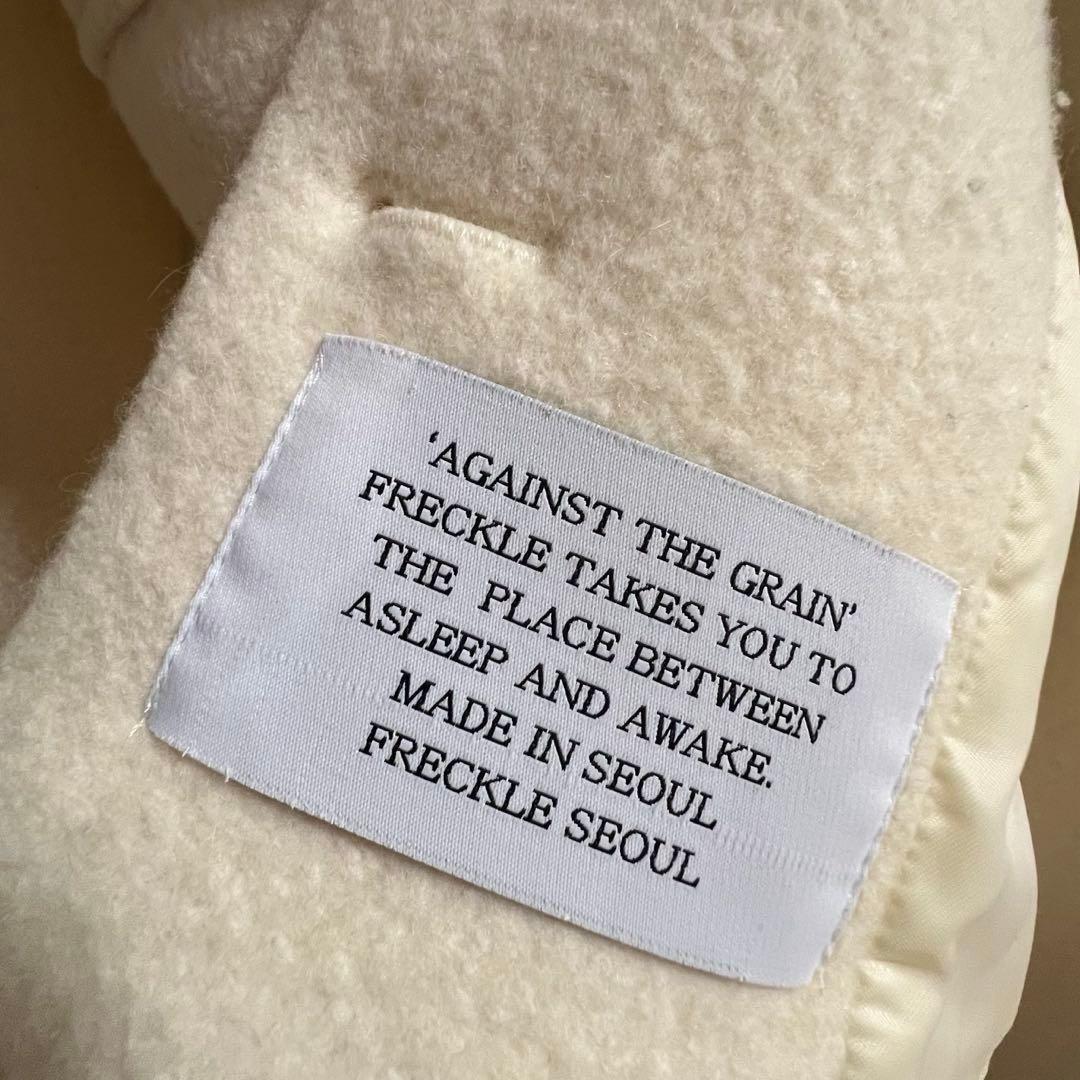 ‘AGAINST THE GRAIN’
FRECKLE TAKES YOU TO
THE PLACE BETWEEN
ASLEEP AND AWAKE.
MADE IN SEOUL
FRECKLE SEOUL